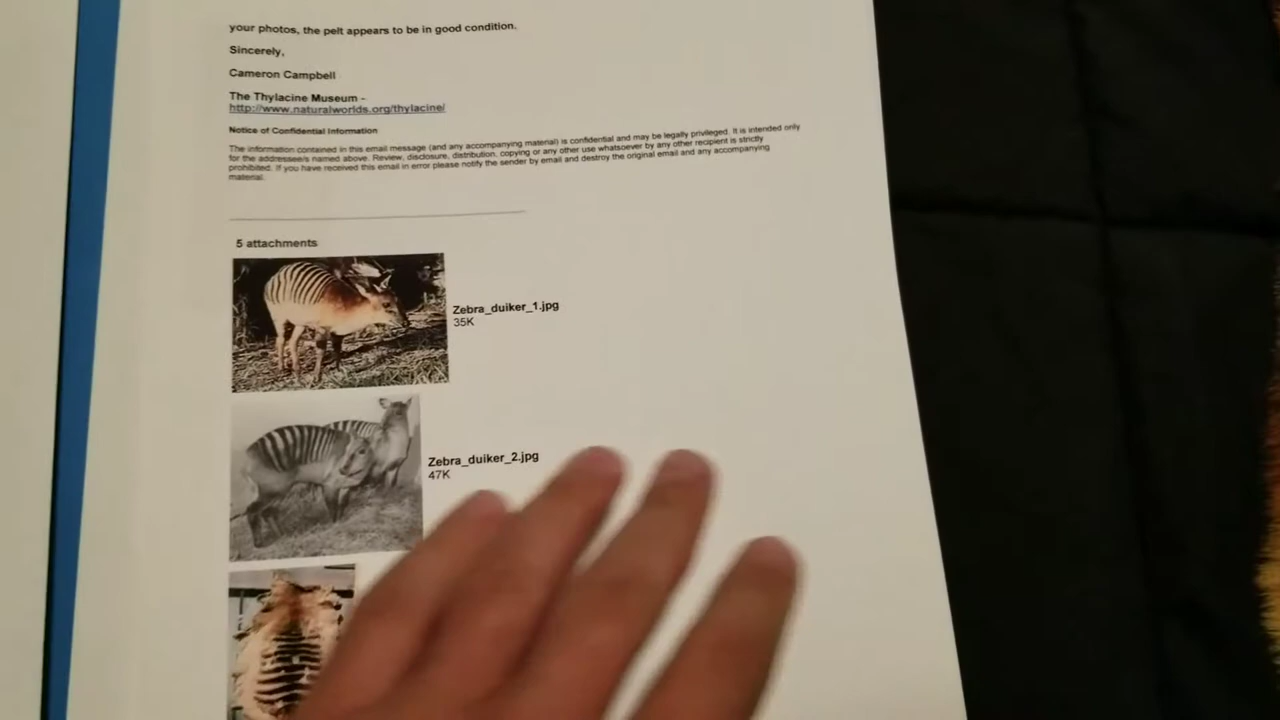 your photos, the pelt appears to be in good condition.
Sincerely,
Cameron Campbell
The Thylacine Museum -
http://www.naturalworlds.org/thylacine/
Notice of Confidential Information
The information contained in this email message (and any accompanying material) is confidential and may be legally privileged. It is intended only
for the addressee/s named above. Review, disclosure, distribution, copying or any other use whatsoever by any other recipient is strictly
prohibited. If you have received this email in error please notify the sender by email and destroy the original email and any accompanying
material.
5 attachments
Zebra_duiker_1.jpg
35K
Zebra_duiker_2.jpg
47K